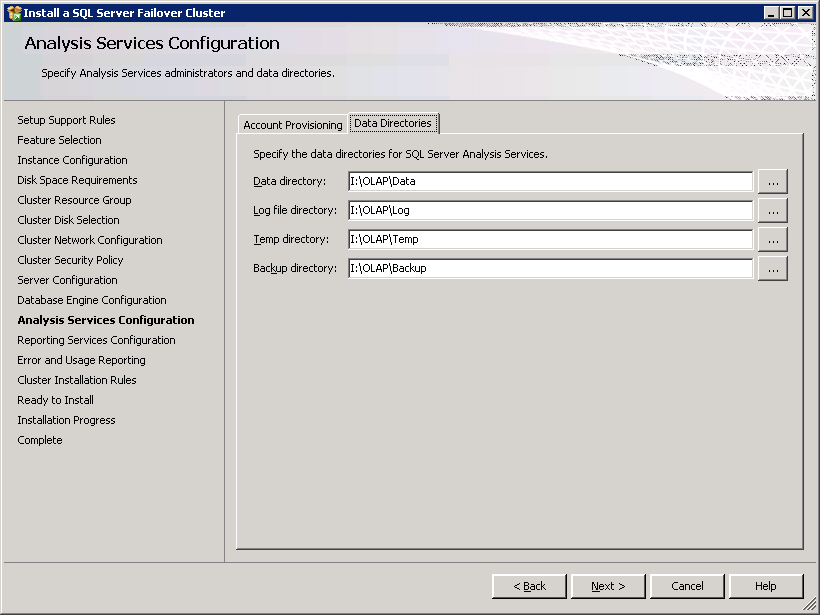 Install a SQL Server Failover Cluster
Analysis Services Configuration
Specify Analysis Services administrators and data directories.
Setup Support Rules
Feature Selection
Instance Configuration
Disk Space Requirements
Cluster Resource Group
Cluster Disk Selection
Cluster Network Configuration
Cluster Security Policy
Server Configuration
Database Engine Configuration
Analysis Services Configuration
Reporting Services Configuration
Error and Usage Reporting
Cluster Installation Rules
Ready to Install
Installation Progress
Complete
Account Provisioning Data Directories
Specify the data directories for SQL Server Analysis Services.
Data directory: I:\OLAP\Data ...
Log file directory: I:\OLAP\Log ...
Temp directory: I:\OLAP\Temp ...
Backup directory: I:\OLAP\Backup ...
< Back Next > Cancel Help